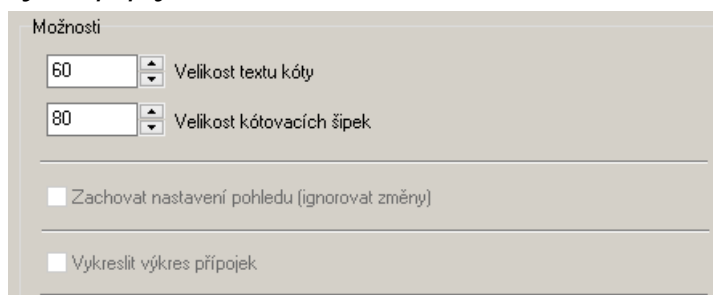 Možnosti
60 Velikost textu kóty
80 Velikost kótovacích šipek
Zachovat nastavení pohledu (ignorovat změny)
Vykreslit výkres přípojek